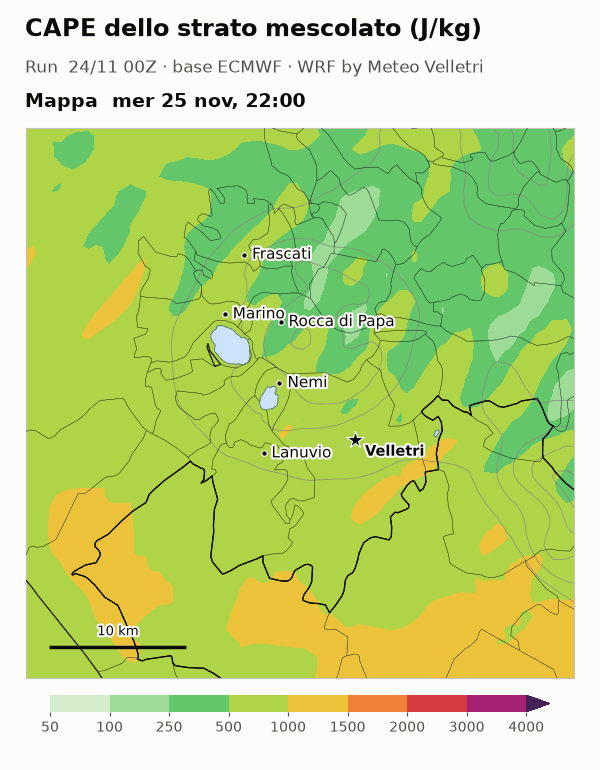 CAPE dello strato mescolato (J/kg)
Run  24/11 00Z · base ECMWF · WRF by Meteo Velletri
Mappa  mer 25 nov, 22:00
Frascati
Marino
Rocca di Papa
Nemi
Velletri
Lanuvio
10 km
50 100 250 500 1000 1500 2000 3000 4000